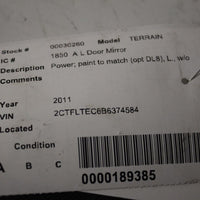 Stock # 00030260 Model TERRAIN
IC # 1850 A L Door Mirror
Description Power; paint to match (opt DL8), L., w/o
Comments
Year 2011
VIN 2CTFLTEC6B6374584
Located
Condition
A B C
0000189385